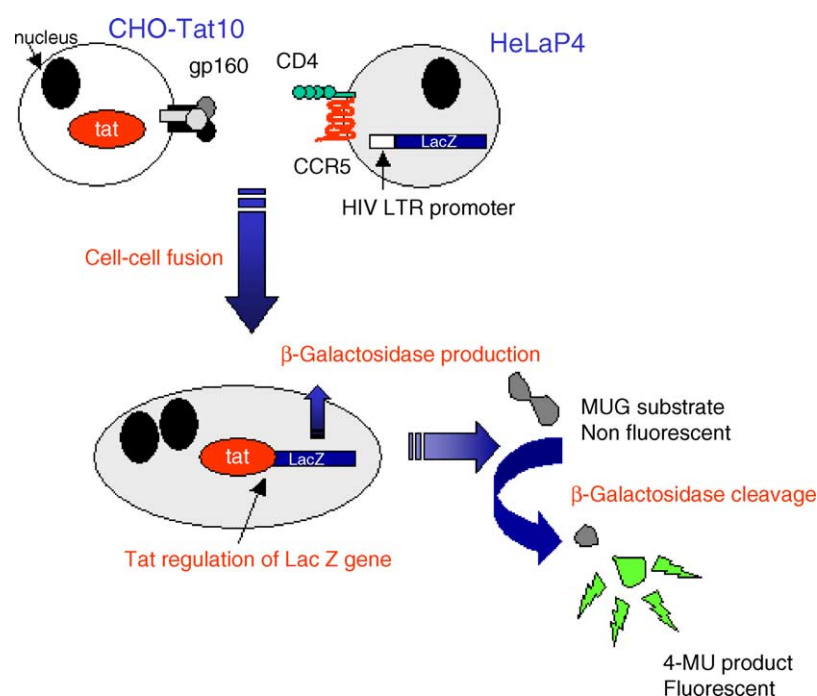 CHO-Tat10
HeLaP4
nucleus
gp160
CD4
tat
LacZ
CCR5
HIV LTR promoter
Cell-cell fusion
β-Galactosidase production
MUG substrate
Non fluorescent
tat
LacZ
β-Galactosidase cleavage
Tat regulation of Lac Z gene
4-MU product
Fluorescent